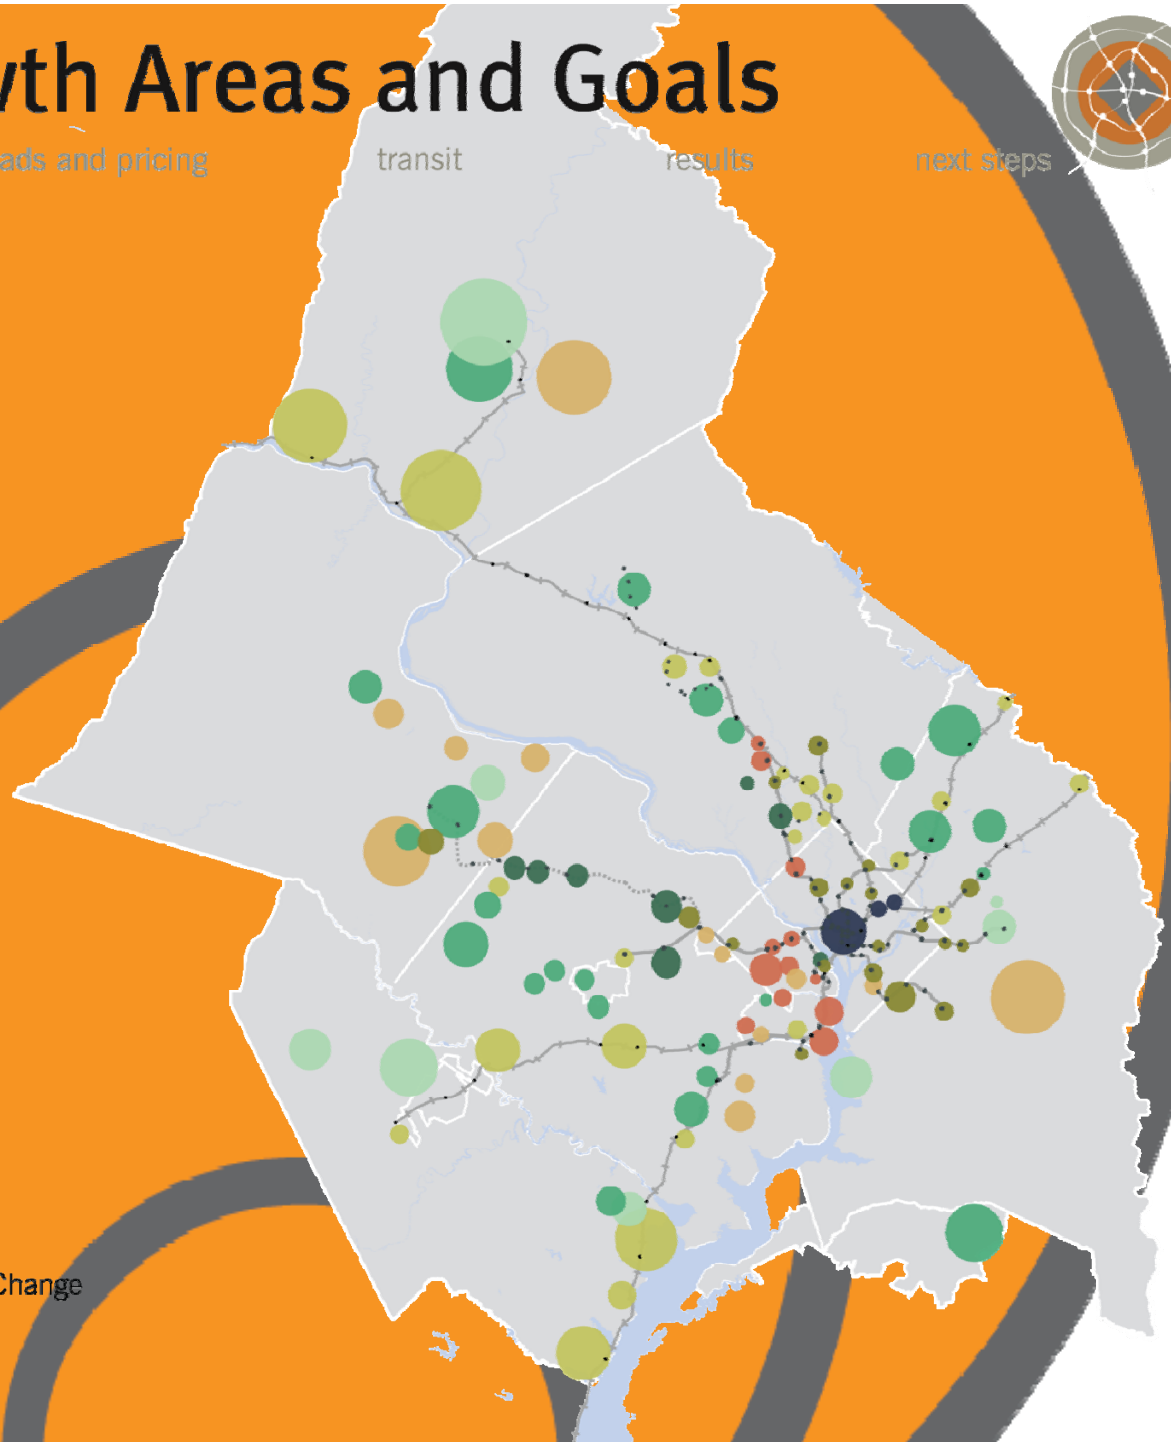 wth Areas and Goals
ads and pricing transit results next steps
Change